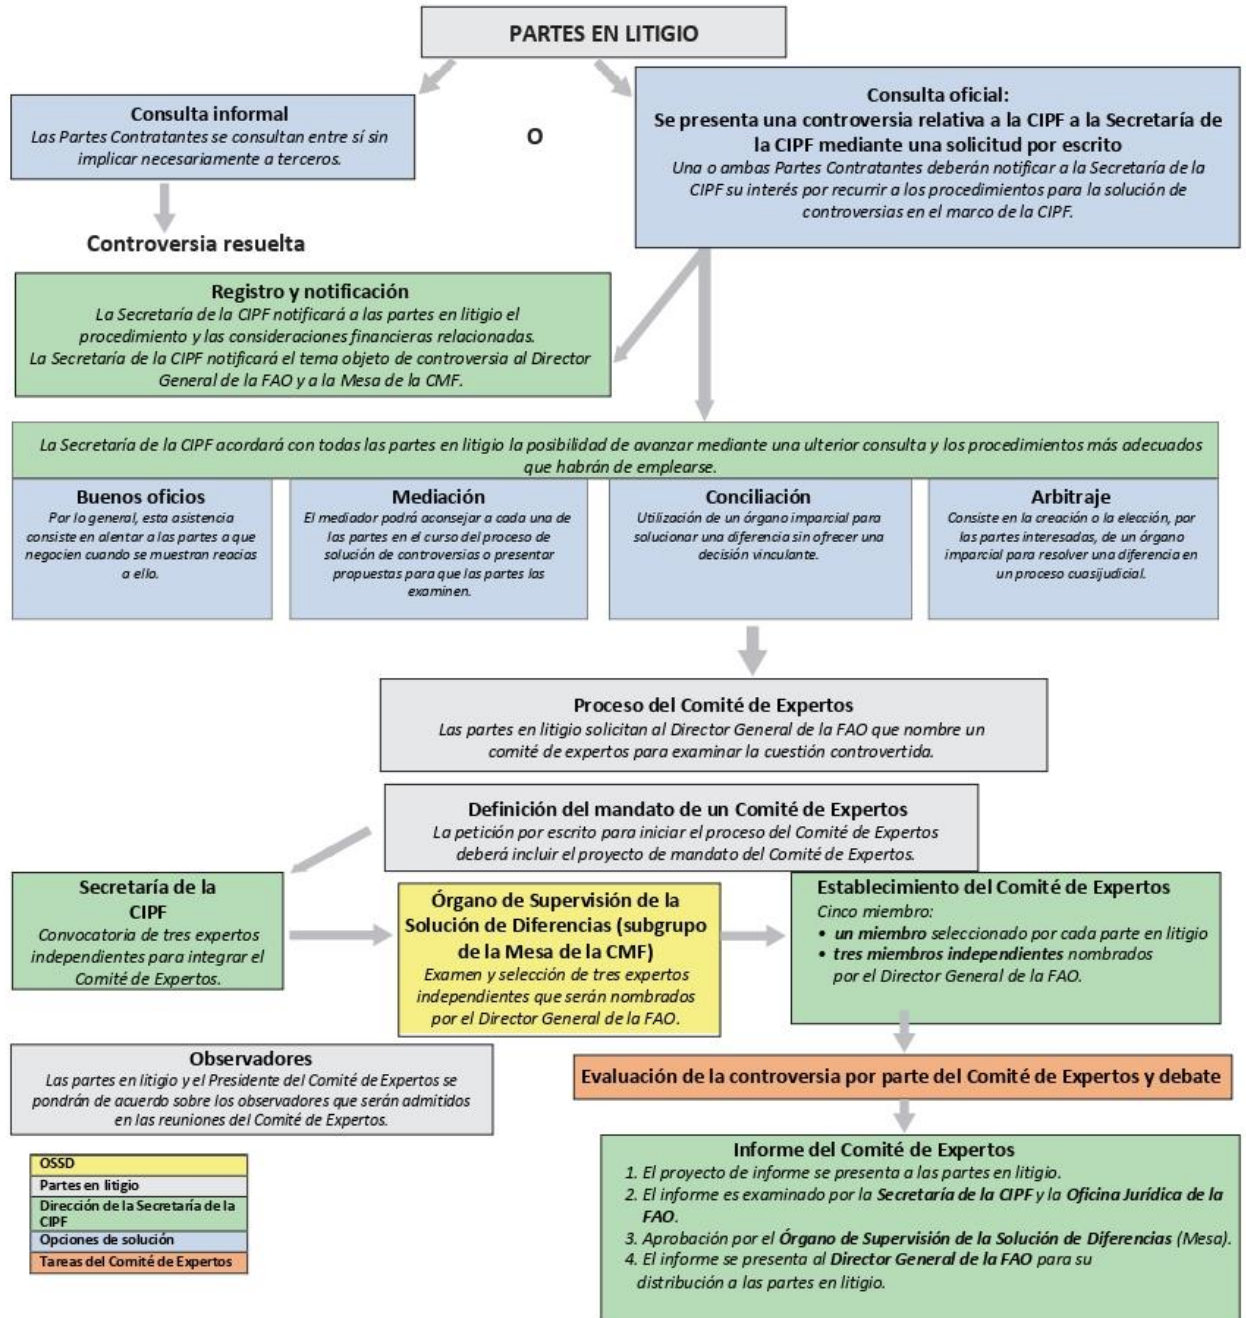 PARTES EN LITIGIO
Consulta informal
Las Partes Contratantes se consultan entre sí sin
implicar necesariamente a terceros.
O
Consulta oficial:
Se presenta una controversia relativa a la CIPF a la Secretaría de
la CIPF mediante una solicitud por escrito
Una o ambas Partes Contratantes deberán notificar a la Secretaría de la
CIPF su interés por recurrir a los procedimientos para la solución de
controversias en el marco de la CIPF.
Controversia resuelta
Registro y notificación
La Secretaría de la CIPF notificará a las partes en litigio el
procedimiento y las consideraciones financieras relacionadas.
La Secretaría de la CIPF notificará el tema objeto de controversia al Director
General de la FAO y a la Mesa de la CMF.
La Secretaría de la CIPF acordará con todas las partes en litigio la posibilidad de avanzar mediante una ulterior consulta y los procedimientos más adecuados
que habrán de emplearse.
Buenos oficios
Por lo general, esta asistencia
consiste en alentar a las partes a que
negocien cuando se muestran reacias
a ello.
Mediación
El mediador podrá aconsejar a cada una de
las partes en el curso del proceso de
solución de controversias o presentar
propuestas para que las partes las
examinen.
Conciliación
Utilización de un órgano imparcial para
solucionar una diferencia sin ofrecer una
decisión vinculante.
Arbitraje
Consiste en la creación o la elección, por
las partes interesadas, de un órgano
imparcial para resolver una diferencia en
un proceso cuasijudicial.
Proceso del Comité de Expertos
Las partes en litigio solicitan al Director General de la FAO que nombre un
comité de expertos para examinar la cuestión controvertida.
Definición del mandato de un Comité de Expertos
La petición por escrito para iniciar el proceso del Comité de Expertos
deberá incluir el proyecto de mandato del Comité de Expertos.
Secretaría de la
CIPF
Convocatoria de tres expertos
independientes para integrar el
Comité de Expertos.
Órgano de Supervisión de la
Solución de Diferencias (subgrupo
de la Mesa de la CMF)
Examen y selección de tres expertos
independientes que serán nombrados
por el Director General de la FAO.
Establecimiento del Comité de Expertos
Cinco miembro:
• un miembro seleccionado por cada parte en litigio
• tres miembros independientes nombrados
por el Director General de la FAO.
Observadores
Las partes en litigio y el Presidente del Comité de Expertos se
pondrán de acuerdo sobre los observadores que serán admitidos
en las reuniones del Comité de Expertos.
Evaluación de la controversia por parte del Comité de Expertos y debate
Informe del Comité de Expertos
1. El proyecto de informe se presenta a las partes en litigio.
2. El informe es examinado por la Secretaría de la CIPF y la Oficina Jurídica de la
FAO.
3. Aprobación por el Órgano de Supervisión de la Solución de Diferencias (Mesa).
4. El informe se presenta al Director General de la FAO para su
distribución a las partes en litigio.
OSSD
Partes en litigio
Dirección de la Secretaría de la
CIPF
Opciones de solución
Tareas del Comité de Expertos